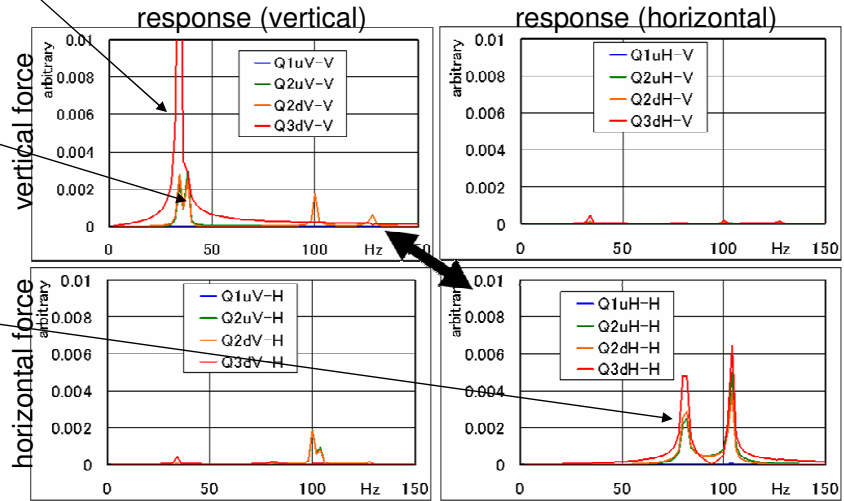 response (vertical)
response (horizontal)
vertical force
arbitrary
0.01
0.008
0.006
0.004
0.002
0
Q1uV-V
Q2uV-V
Q2dV-V
Q3dV-V
0 50 100 Hz 150
arbitrary
0.01
0.008
0.006
0.004
0.002
0
Q1uH-V
Q2uH-V
Q2dH-V
Q3dH-V
0 50 100 Hz 150
horizontal force
arbitrary
0.01
0.008
0.006
0.004
0.002
0
Q1uV-H
Q2uV-H
Q2dV-H
Q3dV-H
0 50 100 Hz 150
arbitrary
0.01
0.008
0.006
0.004
0.002
0
Q1uH-H
Q2uH-H
Q2dH-H
Q3dH-H
0 50 100 Hz 150